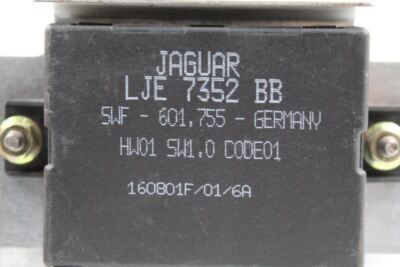 JAGUAR
LJE 7352 BB
SWF - 601.755 - GERMANY
HW01 SW1.0 CODE01
160801F/01/6A